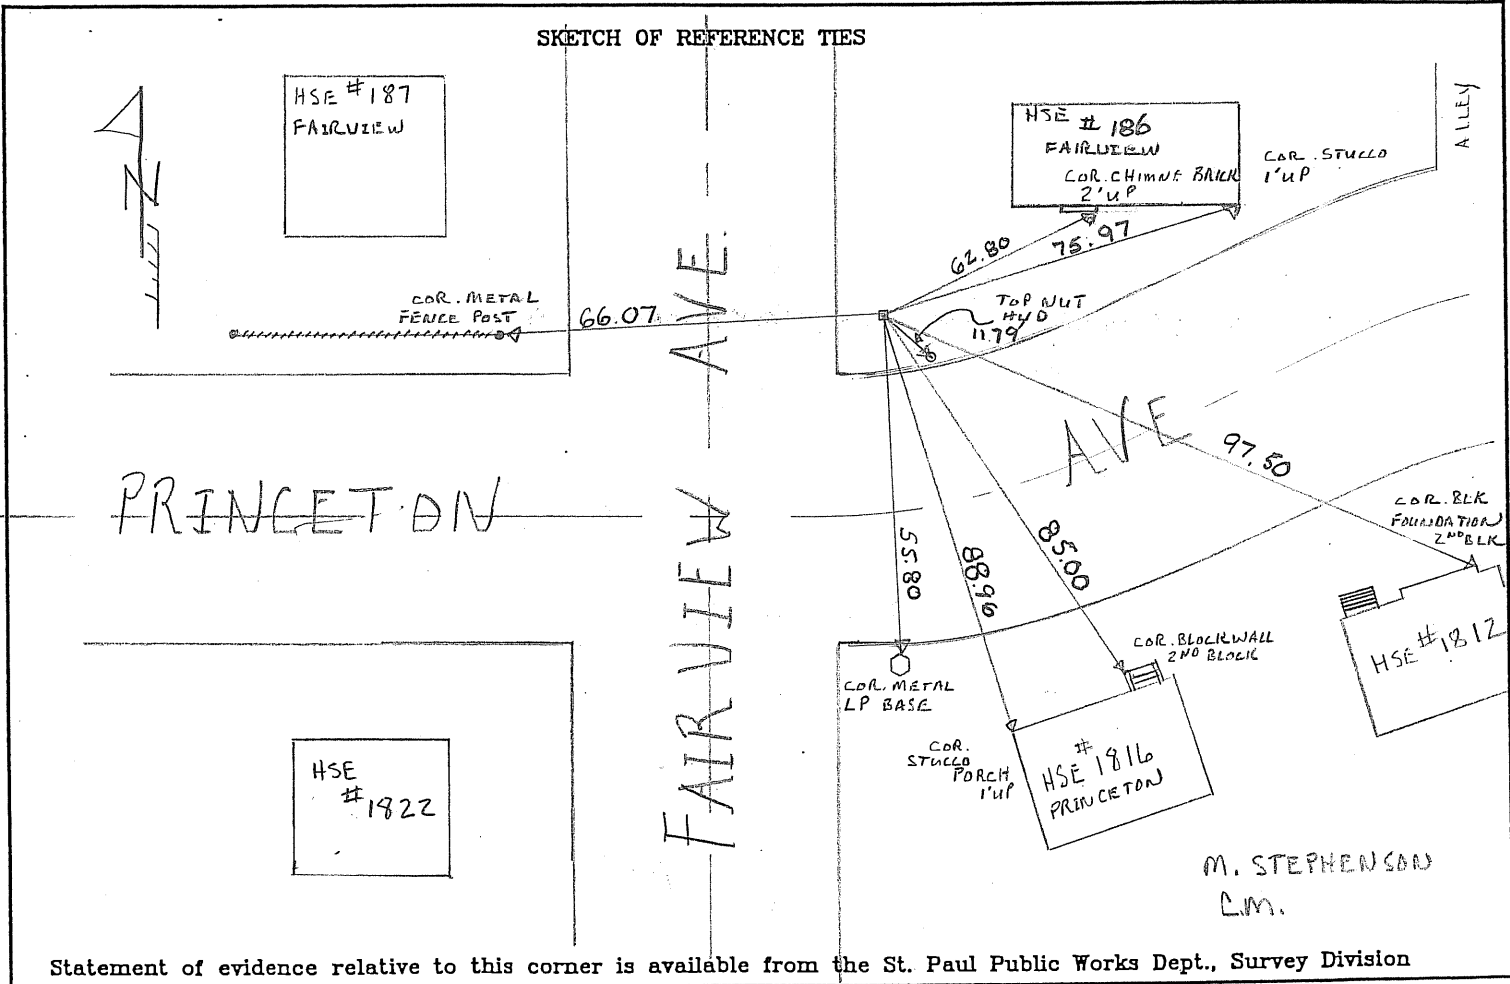 SKETCH OF REFERENCE TIES
HSE #187
FAIRVIEW
N
HSE # 186
FAIRVIEW
COR. CHIMNE BRICK
2' UP
COR. STUCCO
1' UP
ALLEY
62.80
75.97
COR. METAL
FENCE POST
66.07
TOP NUT
HYD
11.79
FAIRVIEW AVE.
PRINCETON AVE
97.50
55.80
88.96
85.00
COR. BLK
FOUNDATION
2ND BLK
COR. BLOCKWALL
2ND BLOCK
COR. METAL
LP BASE
HSE #1812
COR.
STUCCO
PORCH
1' UP
HSE # 1816
PRINCETON
HSE
#1822
M. STEPHENSON
C.M.
Statement of evidence relative to this corner is available from the St. Paul Public Works Dept., Survey Division